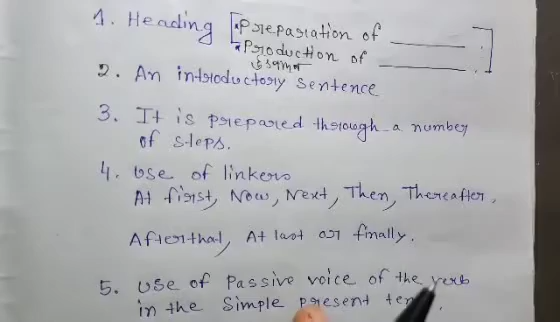 1. Heading [• Preparation of ______.
• Production of ______.]
উৎপাদন
2. An introductory sentence
3. It is prepared through a number
of steps.
4. Use of linkers
At first, Now, Next, Then, Thereafter,
Afterthat, At last or finally.
5. Use of Passive voice of the verb
in the Simple present